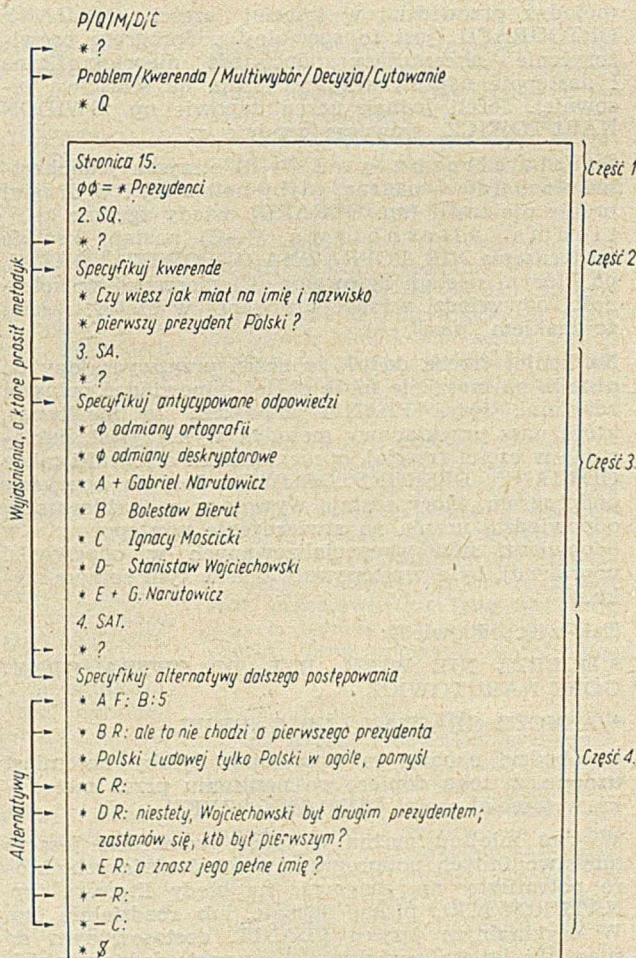 P/Q/M/D/C
* ?
Problem/Kwerenda/Multiwybór/Decyzja/Cytowanie
* Q
Stronica 15.
φφ = * Prezydenci
2. SQ.
* ?
Specyfikuj kwerende
* Czy wiesz jak miał na imię i nazwisko
* pierwszy prezydent Polski?
3. SA.
* ?
Specyfikuj antycypowane odpowiedzi
* φ odmiany ortografii
* φ odmiany deskryptorowe
* A + Gabriel Narutowicz
* B Bolesław Bierut
* C Ignacy Mościcki
* D Stanisław Wojciechowski
* E + G. Narutowicz
4. SAT.
* ?
Specyfikuj alternatywy dalszego postępowania
* A F: B:5
* B R: ale to nie chodzi o pierwszego prezydenta
* Polski Ludowej tylko Polski w ogóle, pomyśl
* C R:
* D R: niestety, Wojciechowski był drugim prezydentem;
zastanów się, kto był pierwszym?
* E R: a znasz jego pełne imię?
* – R:
* – C:
* $
Część 1
Część 2
Część 3.
Część 4.
Wyjaśnienia, o które prosił metodyk
Alternatywy